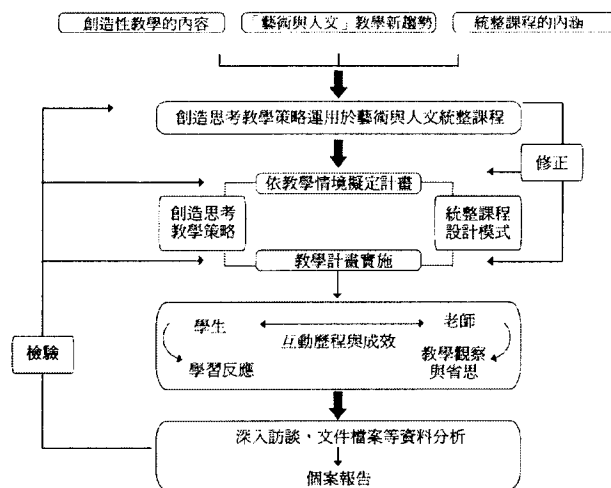 創造性教學的內容
「藝術與人文」教學新趨勢
統整課程的內涵
創造思考教學策略運用於藝術與人文統整課程
修正
依教學情境擬定計畫
創造思考
教學策略
統整課程
設計模式
教學計畫實施
學生
老師
互動歷程與成效
檢驗
學習反應
教學觀察
與省思
深入訪談、文件檔案等資料分析
個案報告